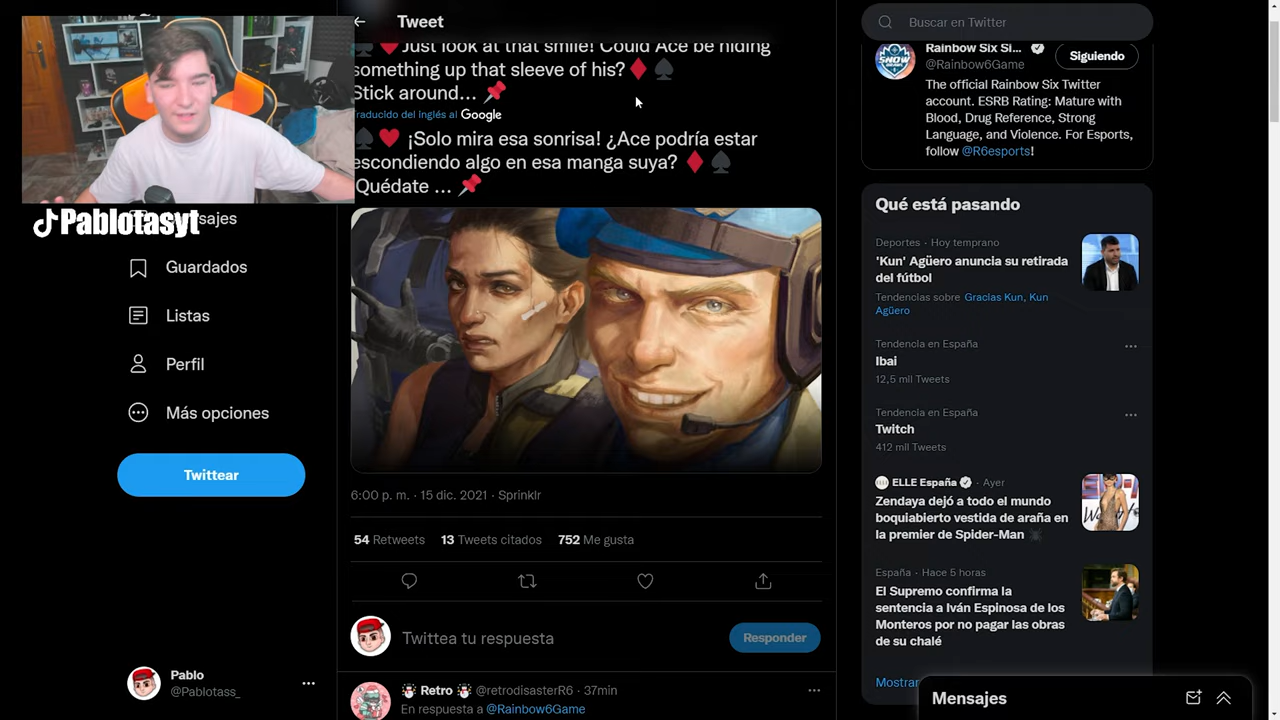 Tweet
Just look at that smile! Could Ace be hiding
something up that sleeve of his?
Stick around...
raducido del inglés al Google
¡Solo mira esa sonrisa! ¿Ace podría estar
escondiendo algo en esa manga suya?
Quédate ...
6:00 p. m. · 15 dic. 2021 · Sprinklr
54 Retweets 13 Tweets citados 752 Me gusta
Twittea tu respuesta
Responder
Retro @retrodisasterR6 · 37min
En respuesta a @Rainbow6Game
Pablotasyt
sajes
Guardados
Listas
Perfil
Más opciones
Twittear
Pablo
@Pablotass_
Buscar en Twitter
Rainbow Six Si...
@Rainbow6Game
Siguiendo
The official Rainbow Six Twitter
account. ESRB Rating: Mature with
Blood, Drug Reference, Strong
Language, and Violence. For Esports,
follow @R6esports!
Qué está pasando
Deportes · Hoy temprano
'Kun' Agüero anuncia su retirada
del fútbol
Tendencias sobre Gracias Kun, Kun
Agüero
Tendencia en España
Ibai
12,5 mil Tweets
Tendencia en España
Twitch
412 mil Tweets
ELLE España · Ayer
Zendaya dejó a todo el mundo
boquiabierto vestida de araña en
la premier de Spider-Man
España · Hace 5 horas
El Supremo confirma la
sentencia a Iván Espinosa de los
Monteros por no pagar las obras
de su chalé
Mostrar
Mensajes